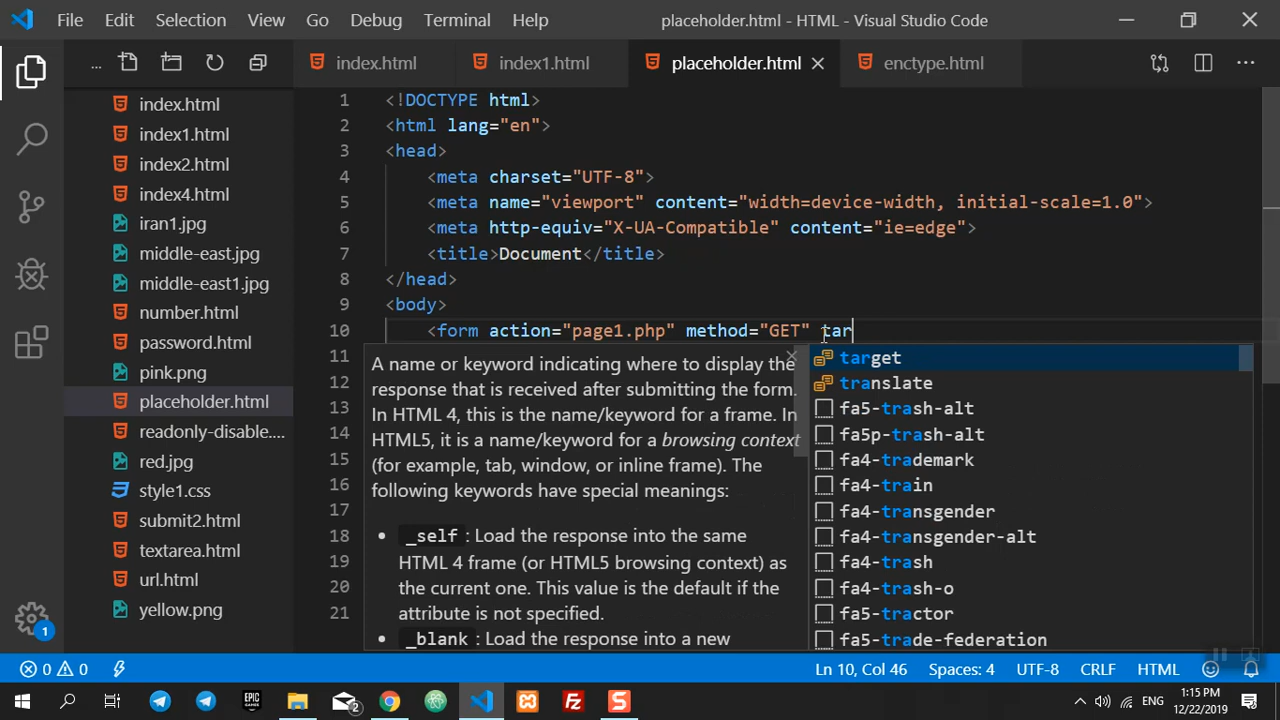 File Edit Selection View Go Debug Terminal Help placeholder.html - HTML - Visual Studio Code
... index.html index1.html placeholder.html enctype.html ...
index.html
index1.html
index2.html
index4.html
iran1.jpg
middle-east.jpg
middle-east1.jpg
number.html
password.html
pink.png
placeholder.html
readonly-disable....
red.jpg
style1.css
submit2.html
textarea.html
url.html
yellow.png
1
1 <!DOCTYPE html>
2 <html lang="en">
3 <head>
4 <meta charset="UTF-8">
5 <meta name="viewport" content="width=device-width, initial-scale=1.0">
6 <meta http-equiv="X-UA-Compatible" content="ie=edge">
7 <title>Document</title>
8 </head>
9 <body>
10 <form action="page1.php" method="GET" tar
11
12
13
14
15
16
17
18
19
20
21
A name or keyword indicating where to display the
response that is received after submitting the form.
In HTML 4, this is the name/keyword for a frame. In
HTML5, it is a name/keyword for a browsing context
(for example, tab, window, or inline frame). The
following keywords have special meanings:
• _self : Load the response into the same
HTML 4 frame (or HTML5 browsing context) as
the current one. This value is the default if the
attribute is not specified.
• _blank : Load the response into a new
target
translate
fa5-trash-alt
fa5p-trash-alt
fa4-trademark
fa4-train
fa4-transgender
fa4-transgender-alt
fa4-trash
fa4-trash-o
fa5-tractor
fa5-trade-federation
0 0 Ln 10, Col 46 Spaces: 4 UTF-8 CRLF HTML
EPIC GAMES 2 ENG 1:15 PM
12/22/2019